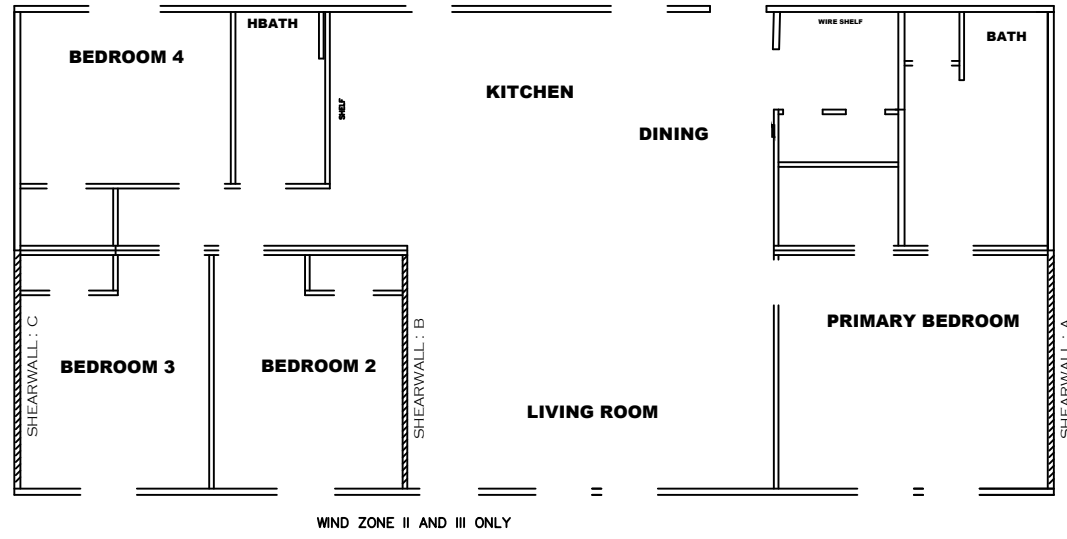 HBATH
WIRE SHELF
BATH
BEDROOM 4
KITCHEN
SHELF
DINING
PRIMARY BEDROOM
SHEARWALL : C
SHEARWALL : B
SHEARWALL : A
BEDROOM 3
BEDROOM 2
LIVING ROOM
WIND ZONE II AND III ONLY